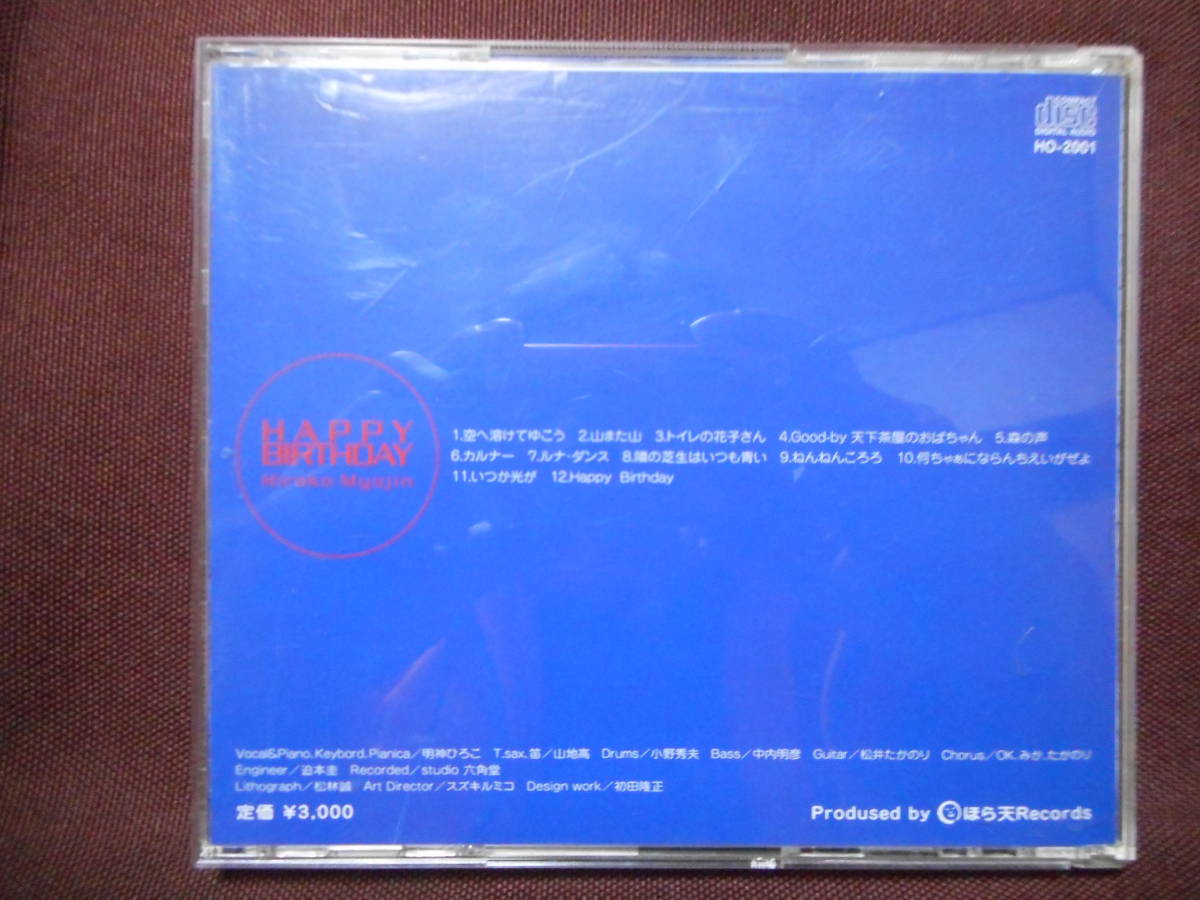 COMPACT
disc
DIGITAL AUDIO
HO-2001
HAPPY
BIRTHDAY
Hiroko Myojin
1.空へ溶けてゆこう 2.山また山 3.トイレの花子さん 4.Good-by 天下茶屋のおばちゃん 5.森の声
6.カルナー 7.ルナ・ダンス 8.隣の芝生はいつも青い 9.ねんねんころろ 10.何ちゃぁにならんちえいがぜよ
11.いつか光が 12.Happy Birthday
Vocal&Piano.Keybord.Pianica／明神ひろこ T.sax.笛／山地高 Drums／小野秀夫 Bass／中内明彦 Guitar／松井たかのり Chorus／OK.みか.たかのり
Engineer／迫本圭 Recorded／studio 六角堂
Lithograph／松林誠 Art Director／スズキルミコ Design work／初田隆正
定価 ¥3,000
Prodused by ほら天Records